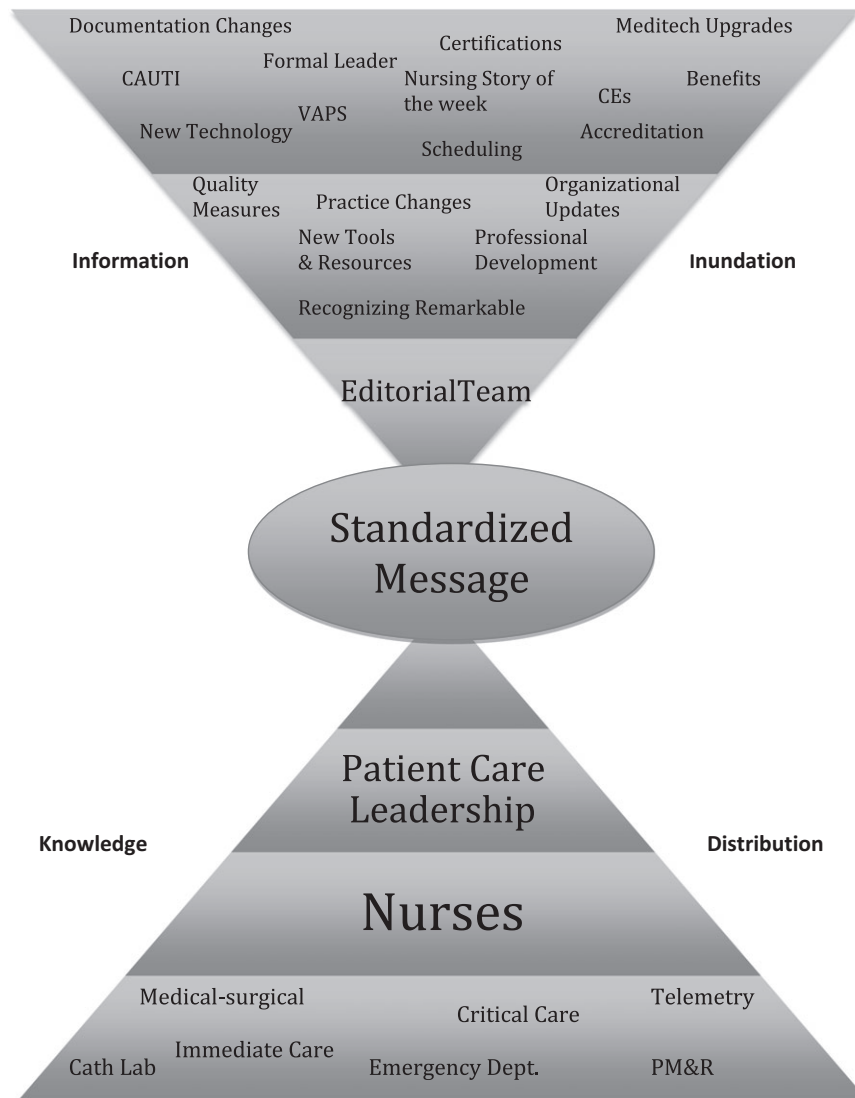 Documentation Changes
Meditech Upgrades
Certifications
Formal Leader
CAUTI
Nursing Story of
the week
Benefits
CEs
VAPS
New Technology
Accreditation
Scheduling
Quality
Measures
Practice Changes
Organizational
Updates
New Tools
& Resources
Professional
Development
Information
Inundation
Recognizing Remarkable
EditorialTeam
Standardized
Message
Patient Care
Leadership
Knowledge
Distribution
Nurses
Medical-surgical
Critical Care
Telemetry
Cath Lab
Immediate Care
Emergency Dept.
PM&R